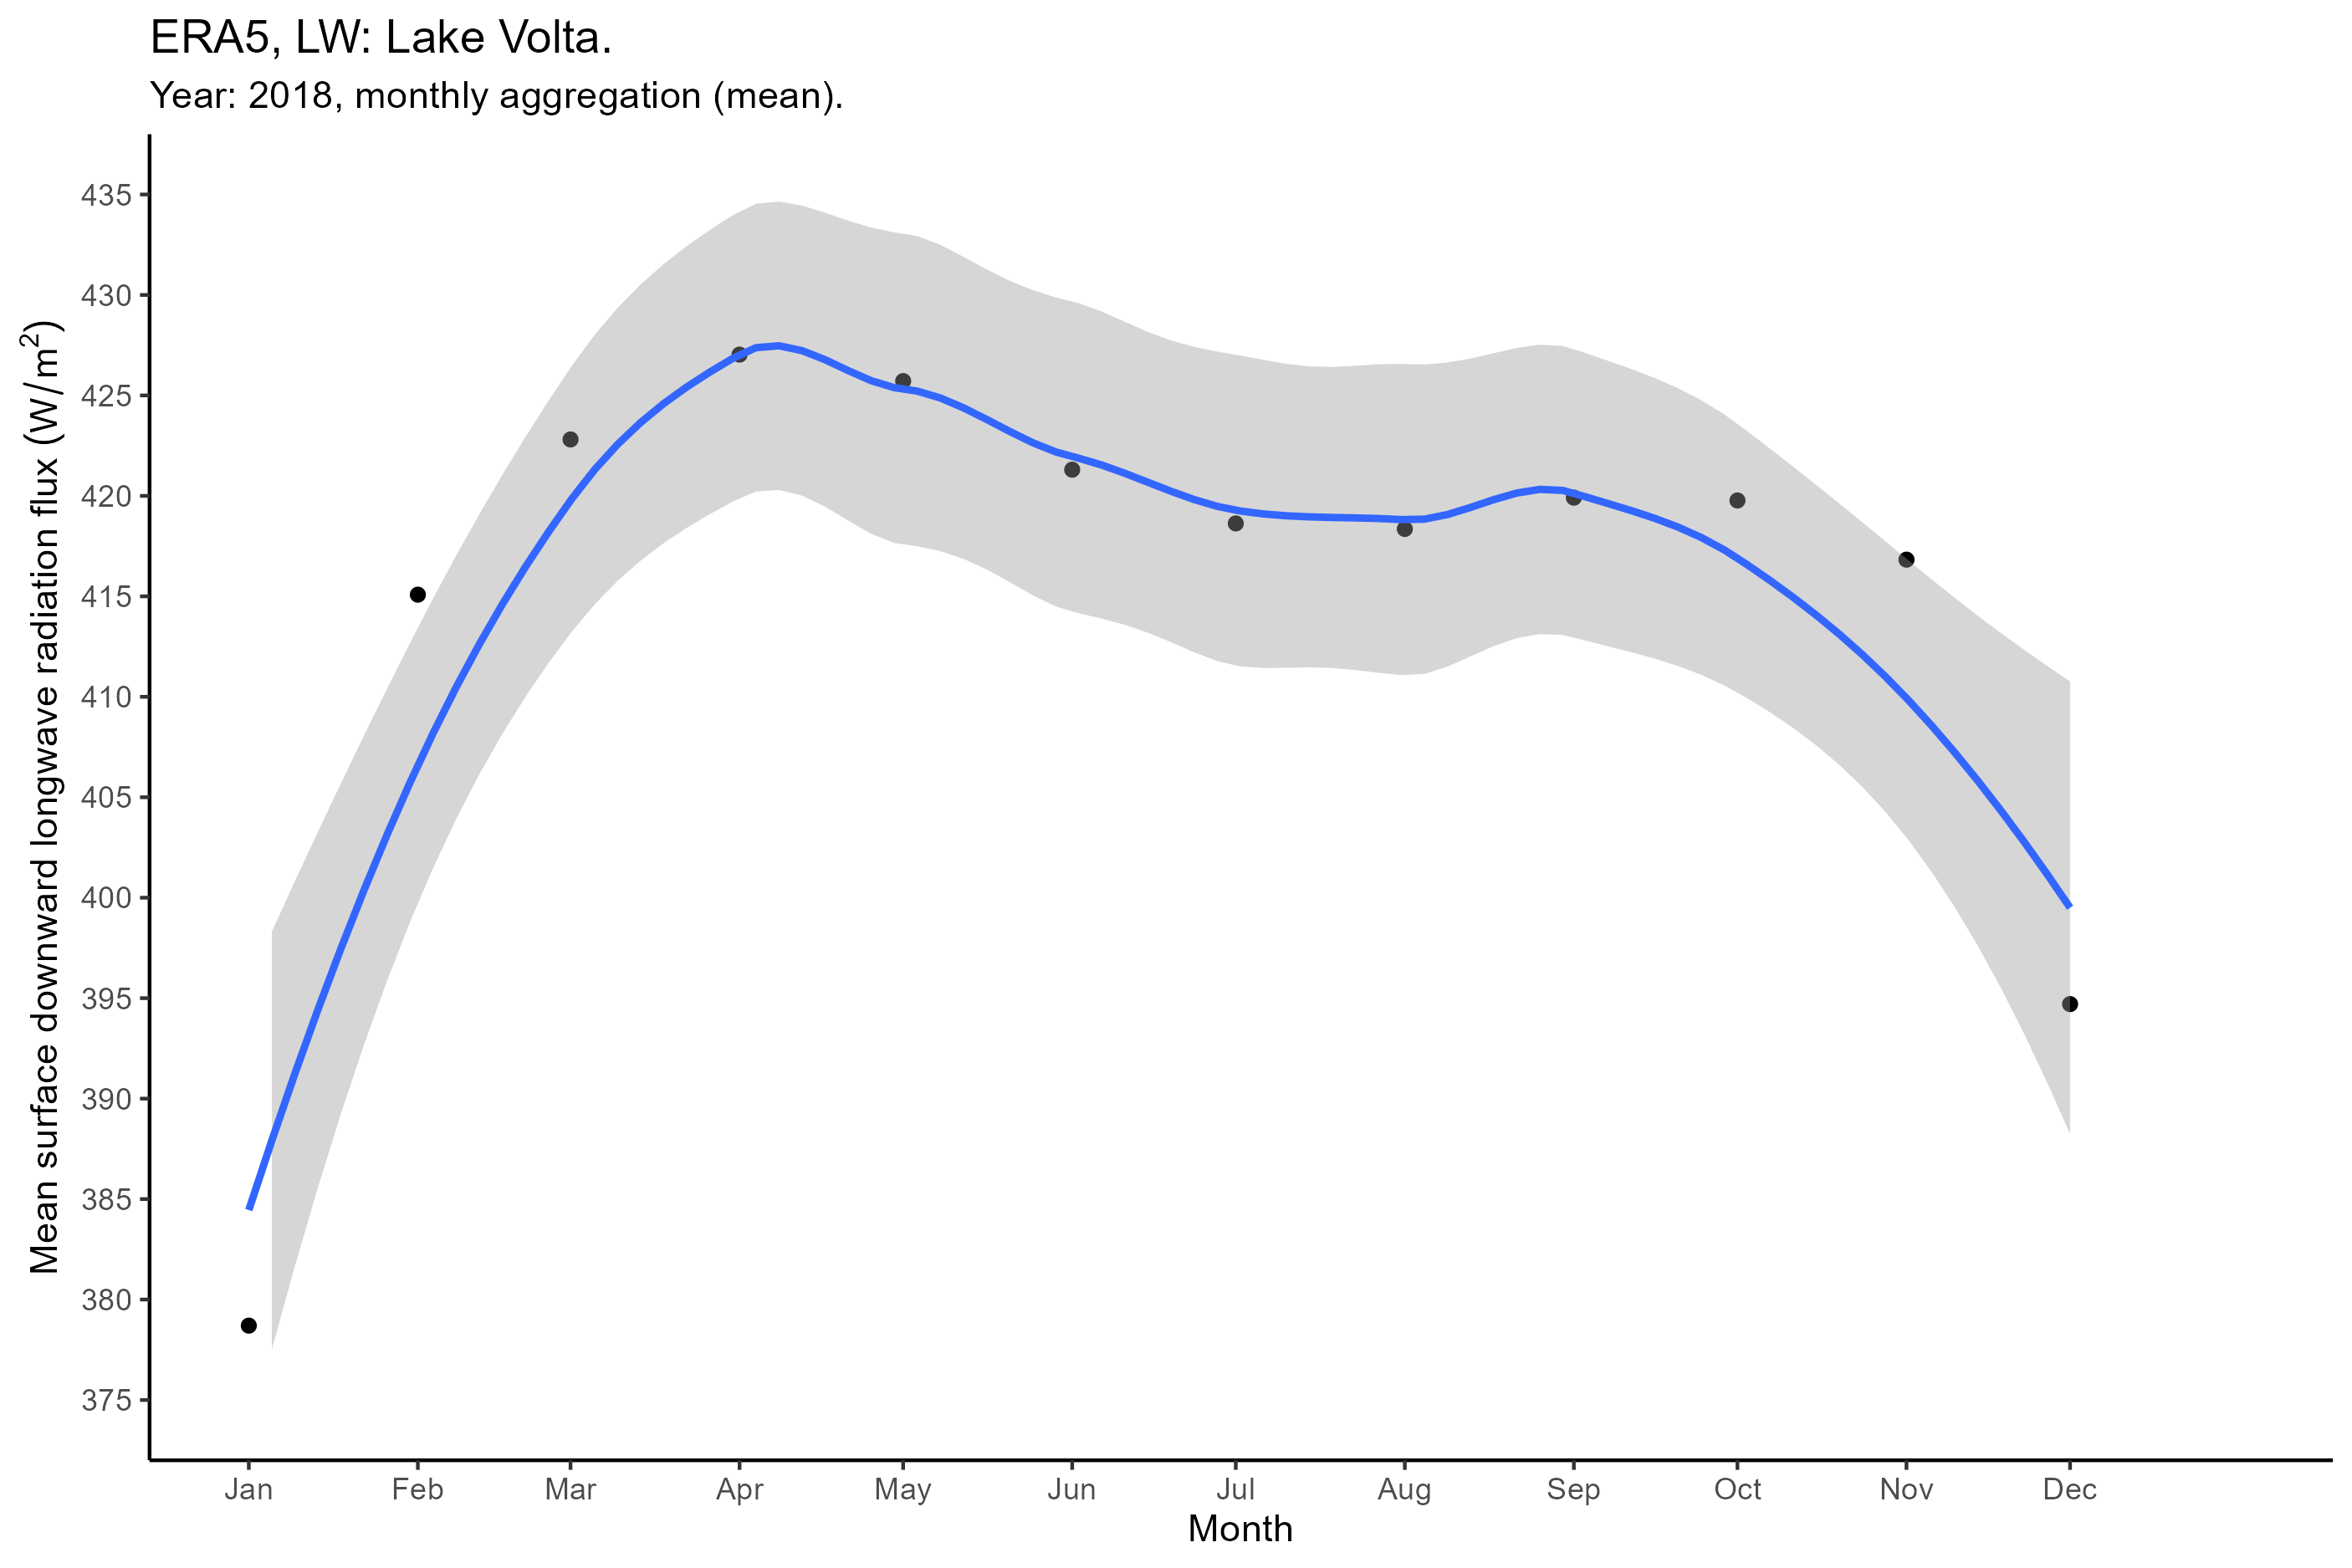 ERA5, LW: Lake Volta.
Year: 2018, monthly aggregation (mean).
Mean surface downward longwave radiation flux (W/m²)
435
430
425
420
415
410
405
400
395
390
385
380
375
Jan Feb Mar Apr May Jun Jul Aug Sep Oct Nov Dec
Month